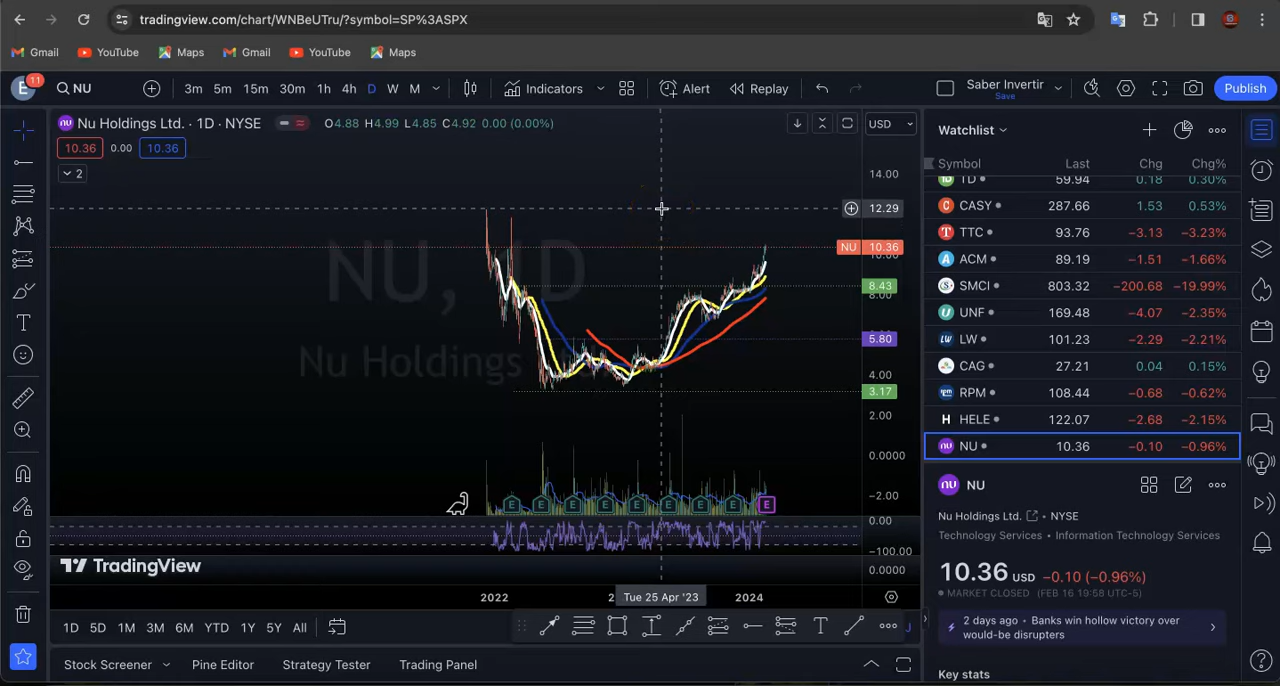 tradingview.com/chart/WNBeUTru/?symbol=SP%3ASPX
Gmail YouTube Maps Gmail YouTube Maps
E 11 NU 3m 5m 15m 30m 1h 4h D W M Indicators Alert Replay Saber Invertir Save Publish
Nu Holdings Ltd. · 1D · NYSE O4.88 H4.99 L4.85 C4.92 0.00 (0.00%) USD
10.36 0.00 10.36
2
14.00
12.29
NU 10.36
10.00
8.43
8.00
5.80
4.00
3.17
2.00
0.0000
−2.00
0.00
−100.00
0.0000
NU, 1D
Nu Holdings
E E E E E E E E E
TradingView
2022 Tue 25 Apr '23 2024
1D 5D 1M 3M 6M YTD 1Y 5Y All
Stock Screener Pine Editor Strategy Tester Trading Panel
Watchlist
Symbol Last Chg Chg%
TD 59.94 0.18 0.30%
CASY 287.66 1.53 0.53%
TTC 93.76 −3.13 −3.23%
ACM 89.19 −1.51 −1.66%
SMCI 803.32 −200.68 −19.99%
UNF 169.48 −4.07 −2.35%
LW 101.23 −2.29 −2.21%
CAG 27.21 0.04 0.15%
RPM 108.44 −0.68 −0.62%
HELE 122.07 −2.68 −2.15%
NU 10.36 −0.10 −0.96%
nu NU
Nu Holdings Ltd. • NYSE
Technology Services • Information Technology Services
10.36 USD −0.10 (−0.96%)
MARKET CLOSED (FEB 16 19:58 UTC-5)
2 days ago • Banks win hollow victory over
would-be disrupters
Key stats